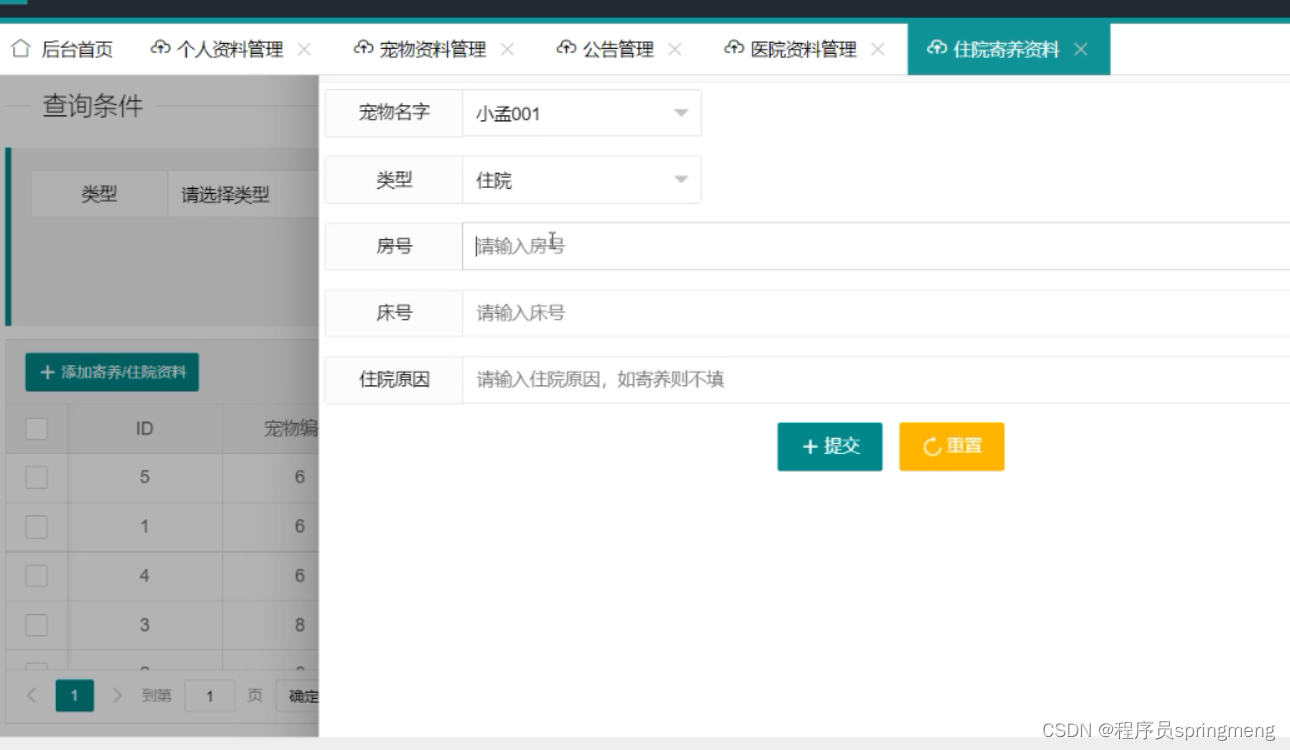 后台首页 个人资料管理 宠物资料管理 公告管理 医院资料管理 住院寄养资料
查询条件
类型 请选择类型
添加寄养/住院资料
ID 宠物编
5 6
1 6
4 6
3 8
1 到第 1 页 确定
宠物名字 小孟001
类型 住院
房号 请输入房号
床号 请输入床号
住院原因 请输入住院原因，如寄养则不填
提交 重置
CSDN @程序员springmeng